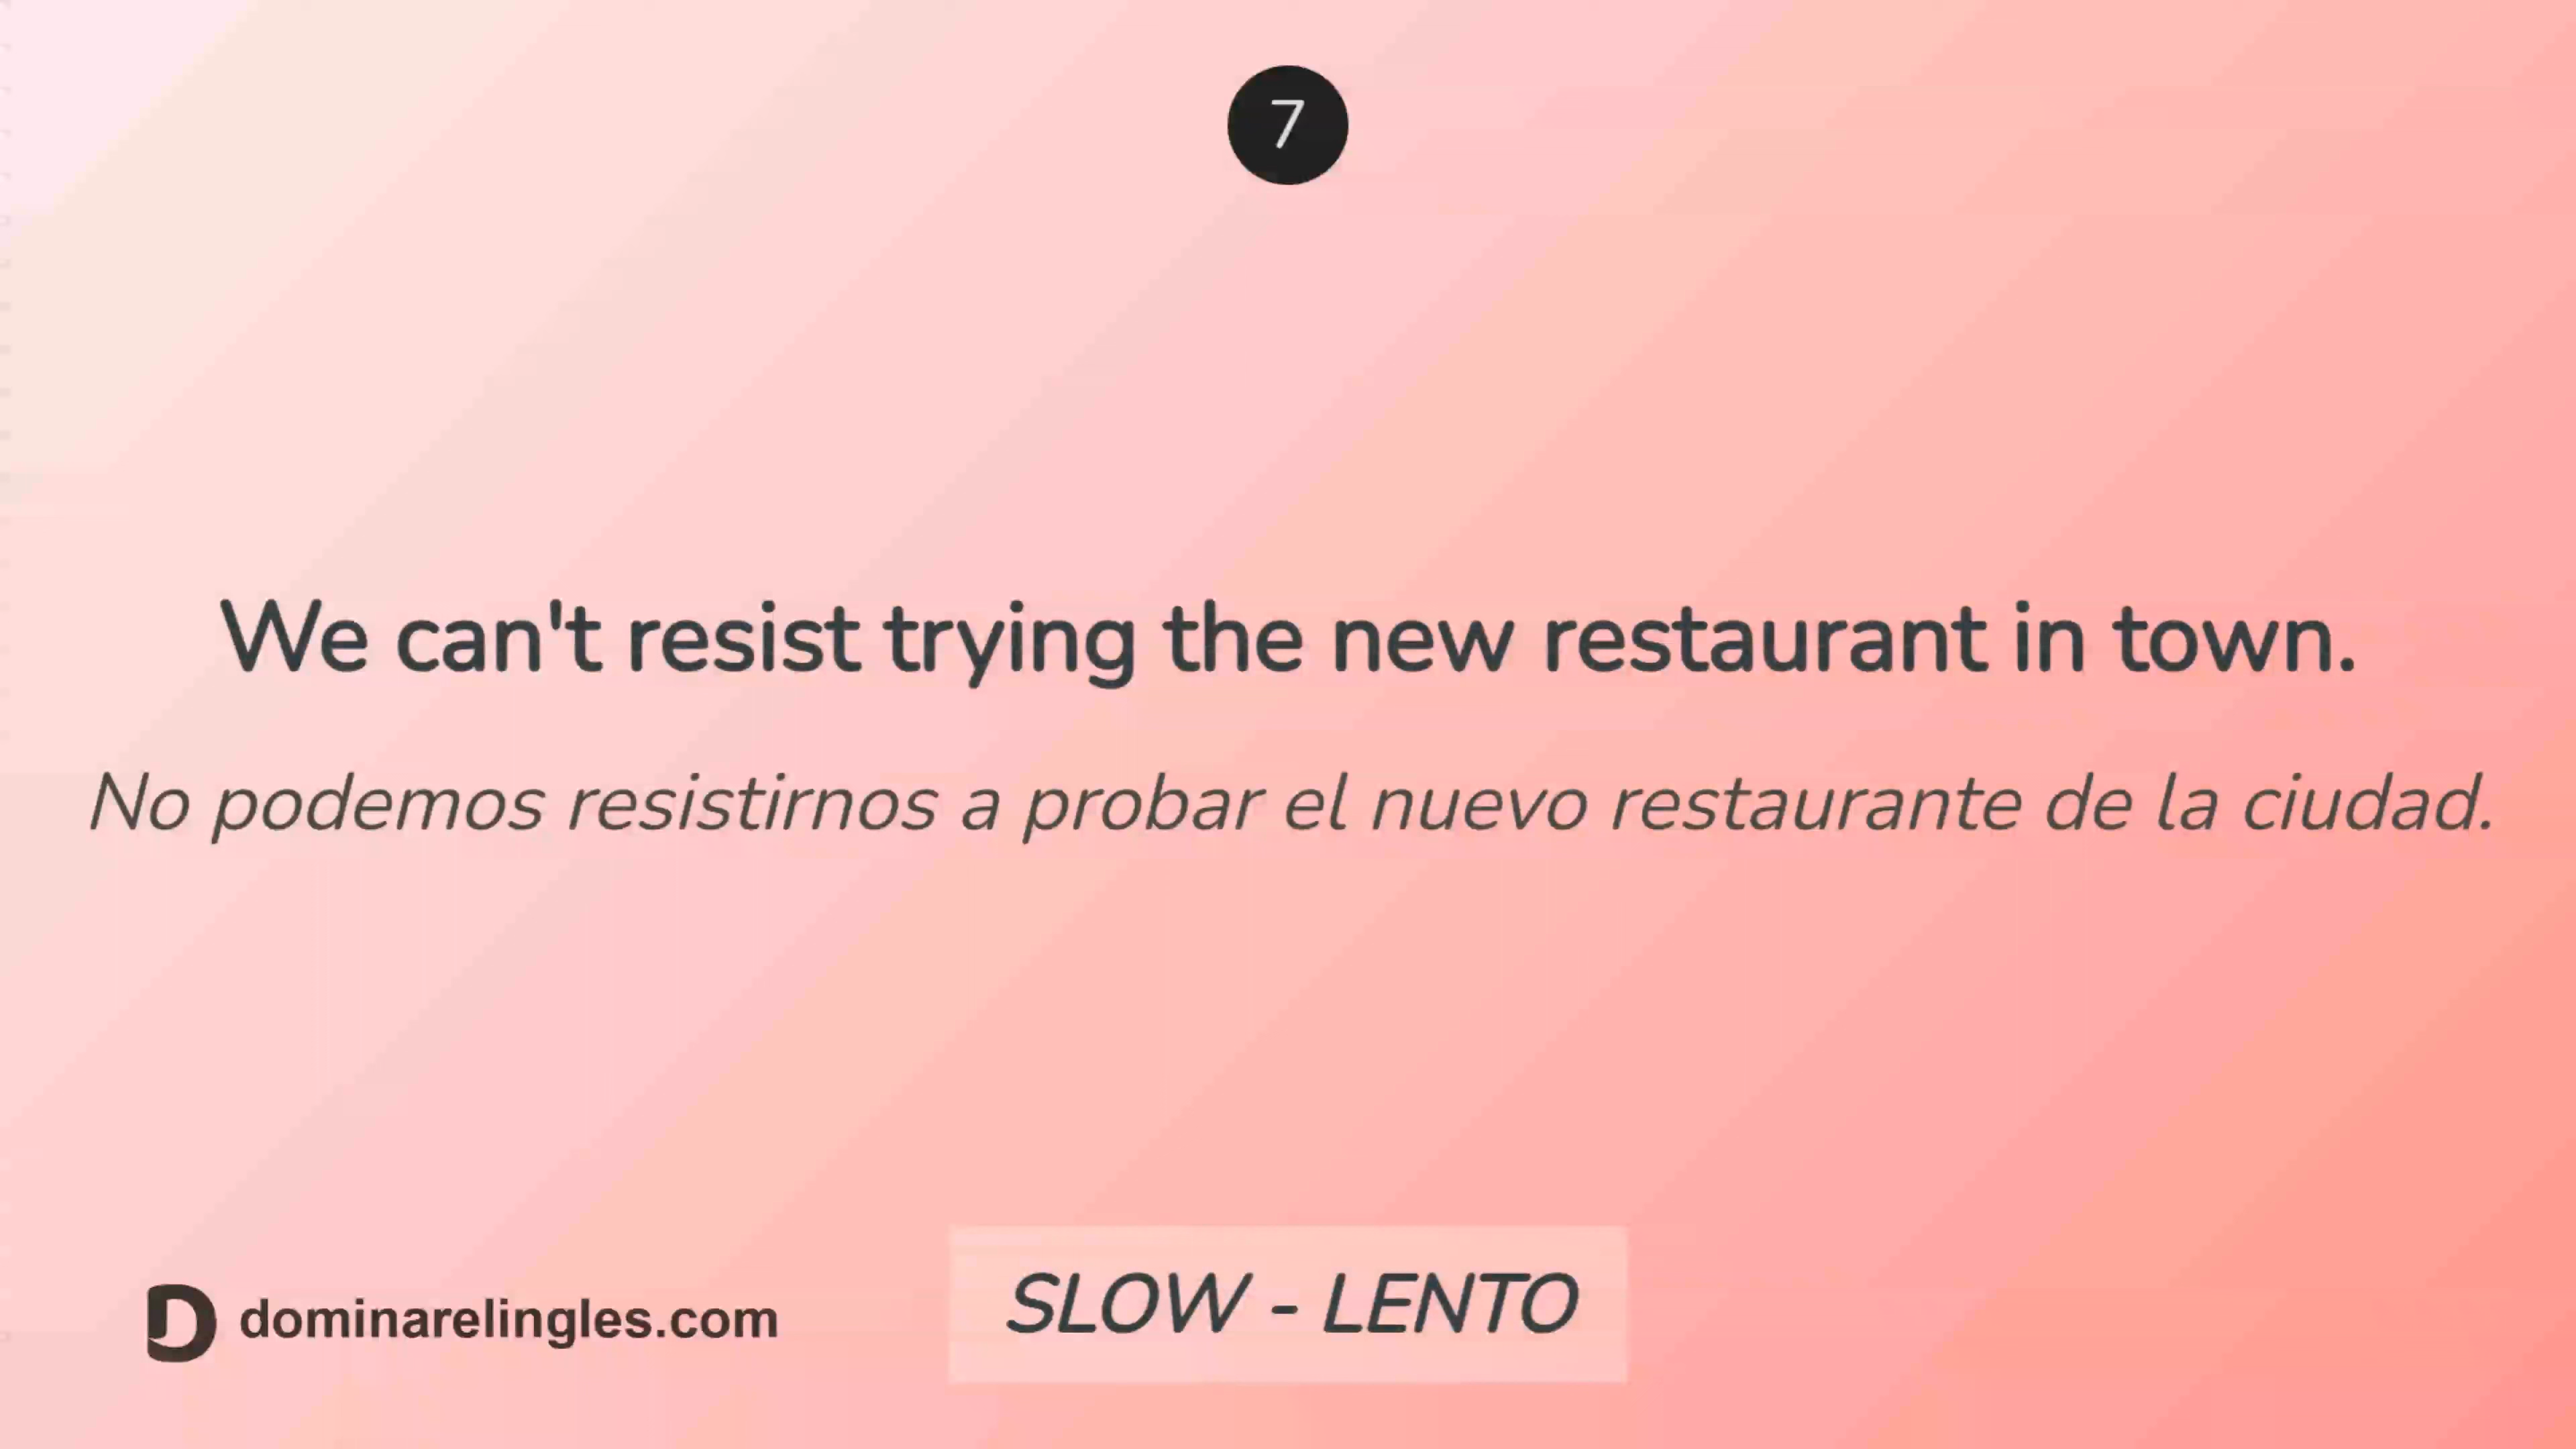 7
We can't resist trying the new restaurant in town.
No podemos resistirnos a probar el nuevo restaurante de la ciudad.
D dominarelingles.com
SLOW - LENTO